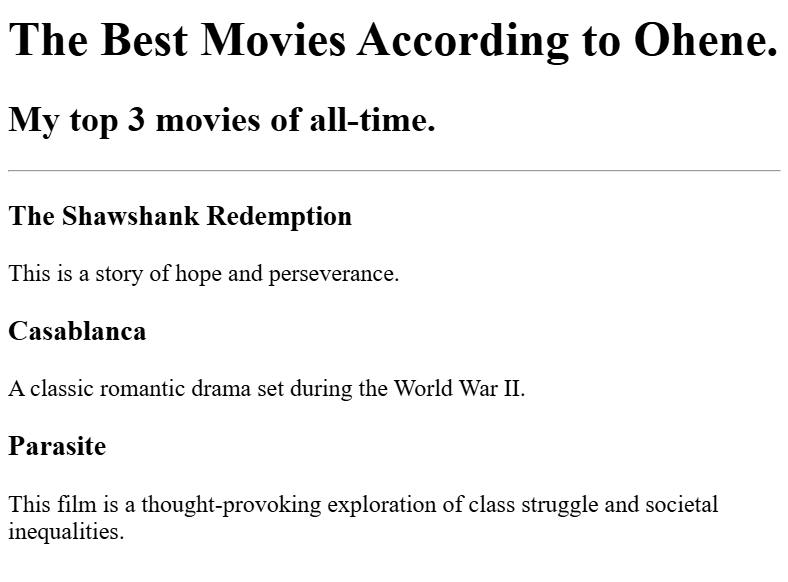 The Best Movies According to Ohene.
My top 3 movies of all-time.
The Shawshank Redemption
This is a story of hope and perseverance.
Casablanca
A classic romantic drama set during the World War II.
Parasite
This film is a thought-provoking exploration of class struggle and societal
inequalities.